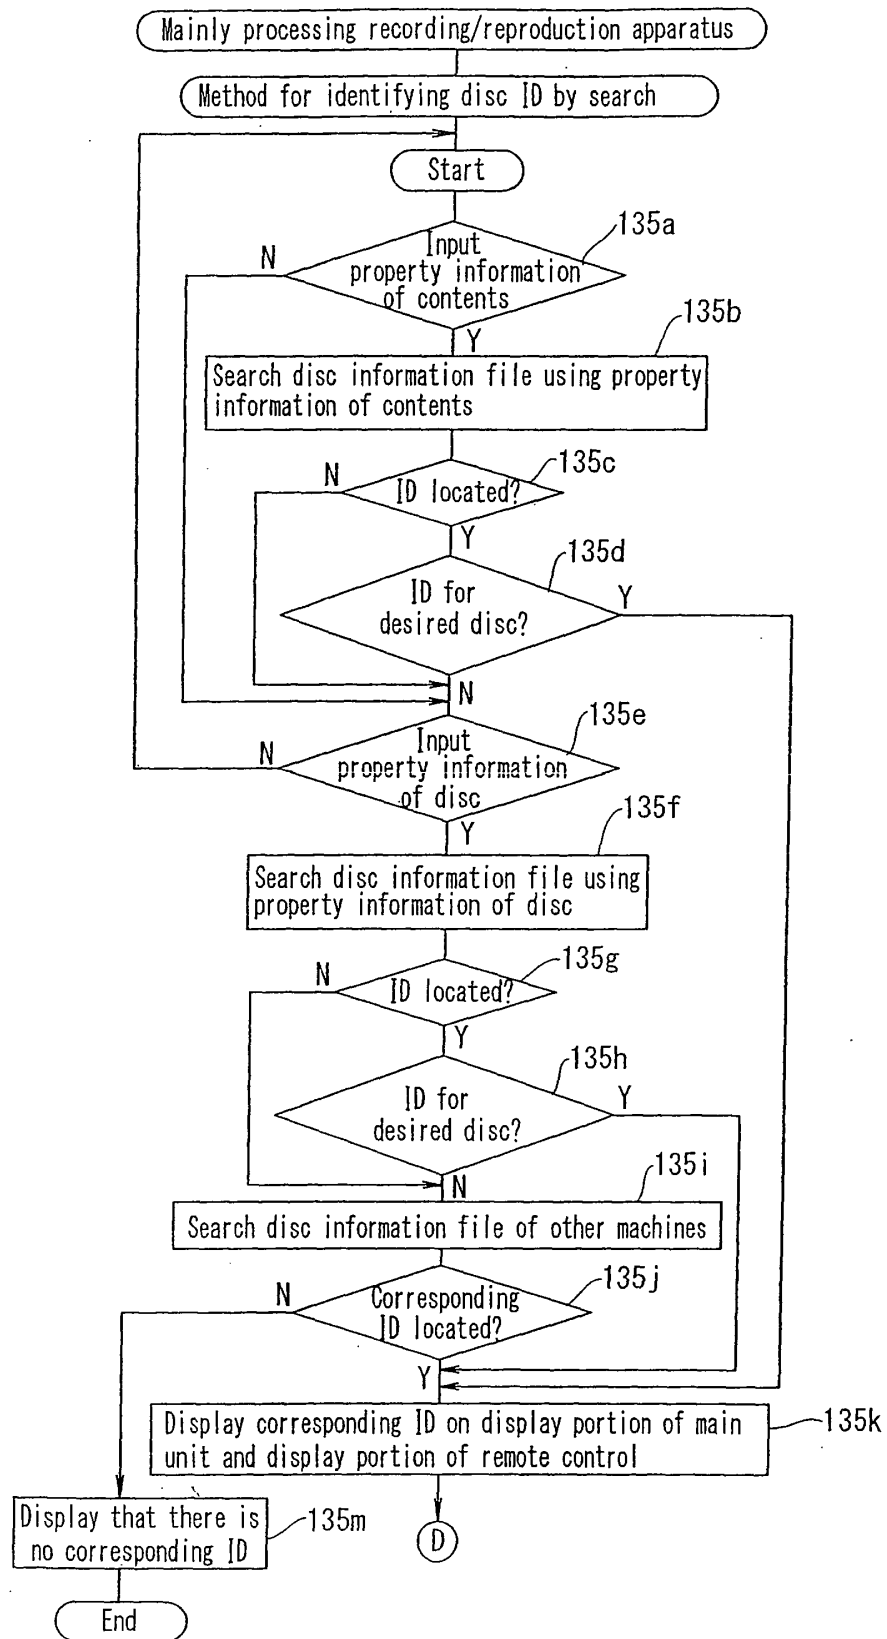 Mainly processing recording/reproduction apparatus
Method for identifying disc ID by search
Start
135a
N
Input
property information
of contents
Y
135b
Search disc information file using property
information of contents
135c
N
ID located?
Y
135d
ID for
desired disc?
Y
N
135e
N
Input
property information
of disc
Y
135f
Search disc information file using
property information of disc
135g
N
ID located?
Y
135h
ID for
desired disc?
Y
N
135i
Search disc information file of other machines
135j
N
Corresponding
ID located?
Y
Display corresponding ID on display portion of main
unit and display portion of remote control
135k
Display that there is
no corresponding ID
135m
D
End